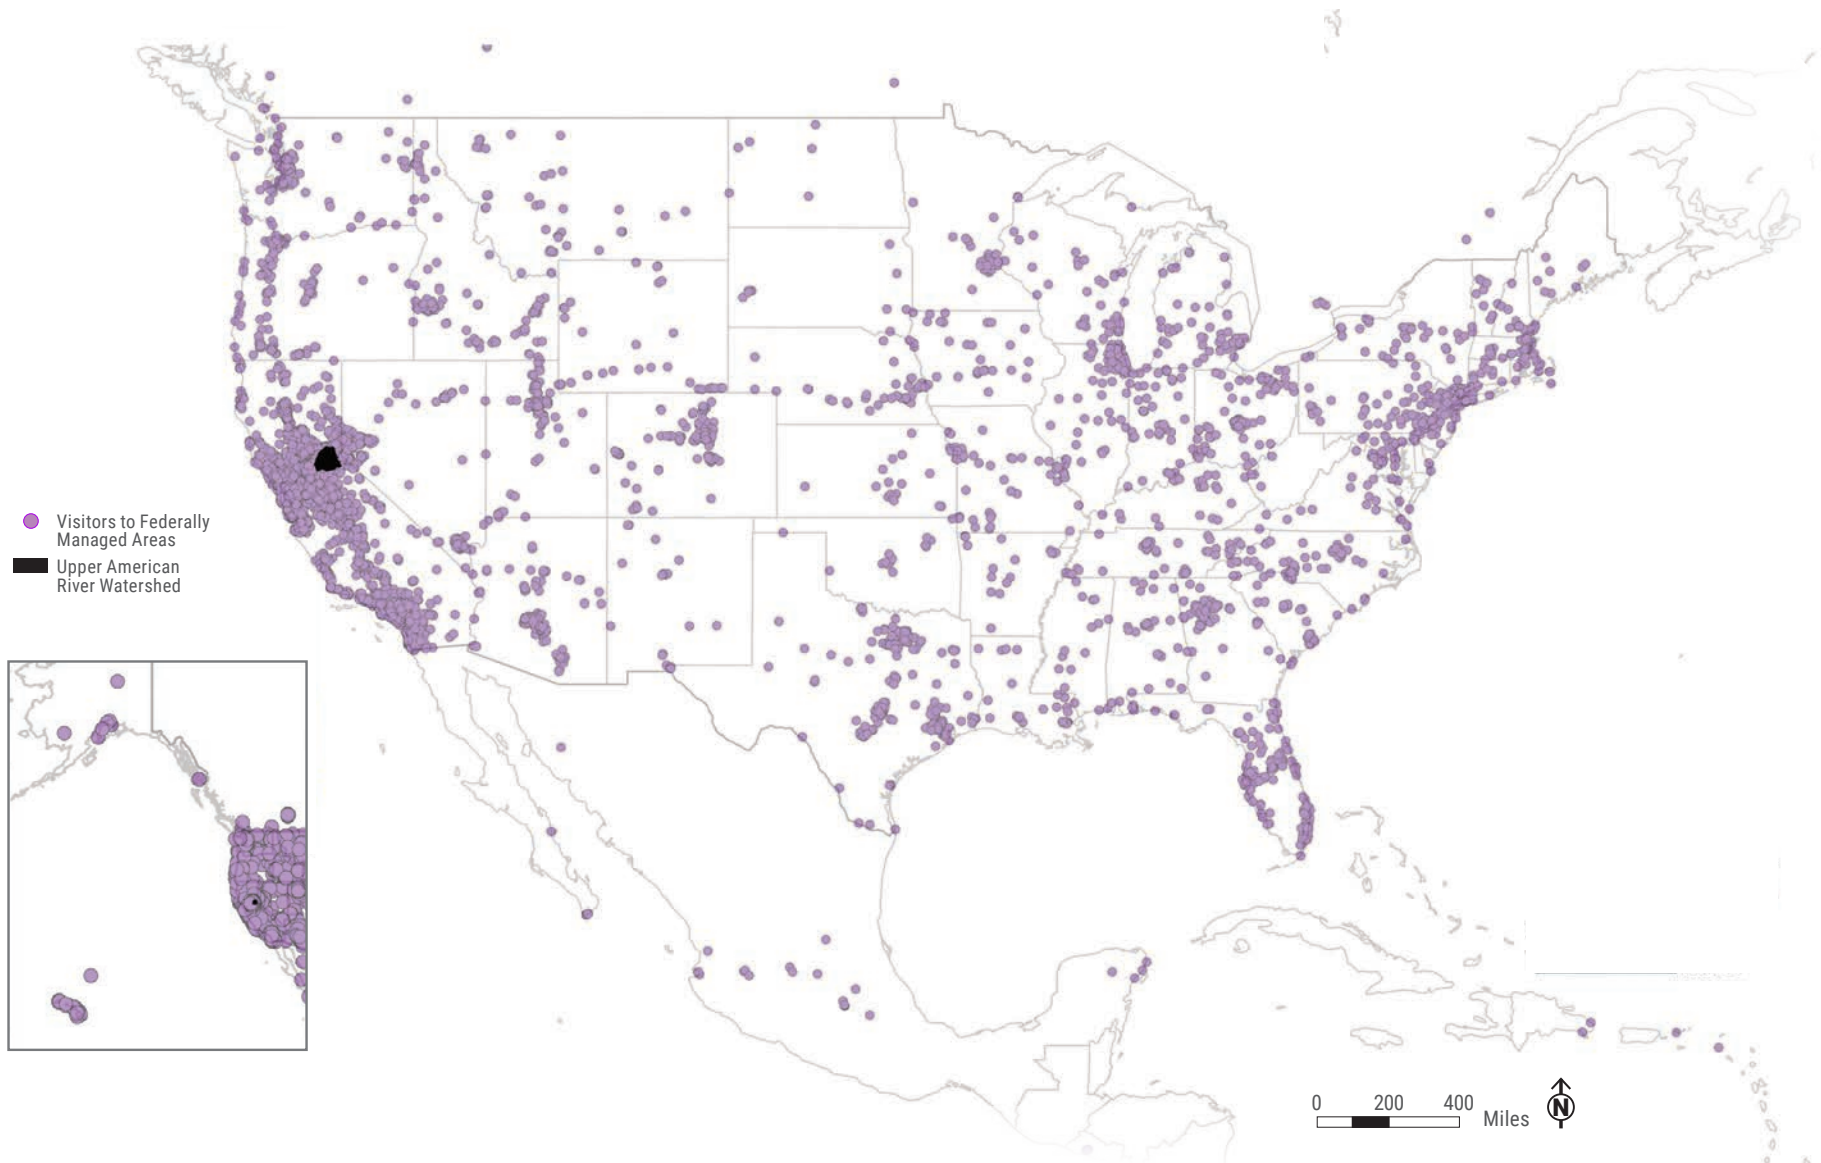 Visitors to Federally
Managed Areas
Upper American
River Watershed
0 200 400 Miles
N